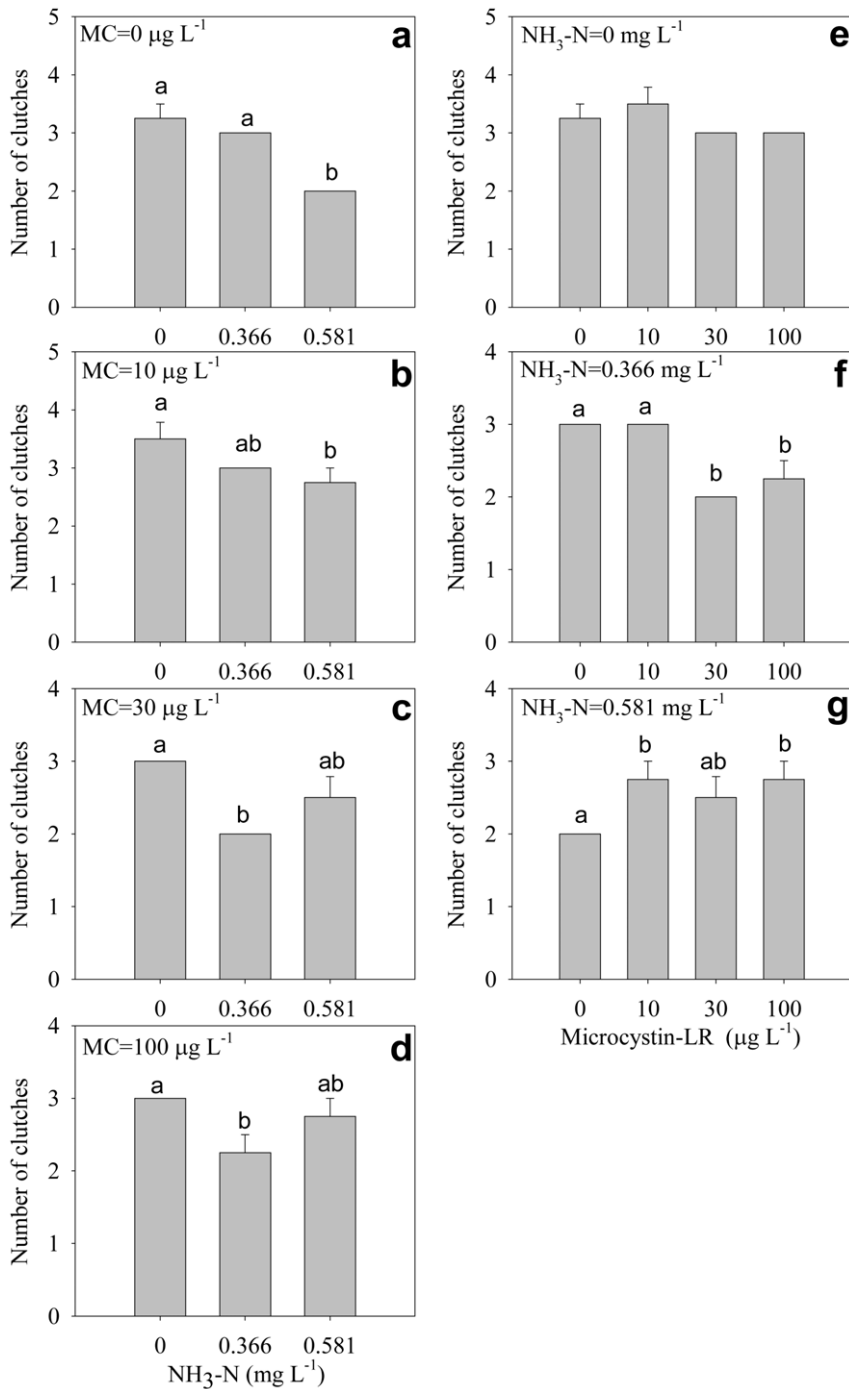 MC=0 μg L⁻¹
a
Number of clutches
5
4
3
2
1
0
a
a
b
0 0.366 0.581
MC=10 μg L⁻¹
b
Number of clutches
5
4
3
2
1
0
a
ab
b
0 0.366 0.581
MC=30 μg L⁻¹
c
Number of clutches
4
3
2
1
0
a
b
ab
0 0.366 0.581
MC=100 μg L⁻¹
d
Number of clutches
4
3
2
1
0
a
b
ab
0 0.366 0.581
NH₃-N (mg L⁻¹)
NH₃-N=0 mg L⁻¹
e
Number of clutches
5
4
3
2
1
0
0 10 30 100
NH₃-N=0.366 mg L⁻¹
f
Number of clutches
4
3
2
1
0
a
a
b
b
0 10 30 100
NH₃-N=0.581 mg L⁻¹
g
Number of clutches
4
3
2
1
0
a
b
ab
b
0 10 30 100
Microcystin-LR (μg L⁻¹)